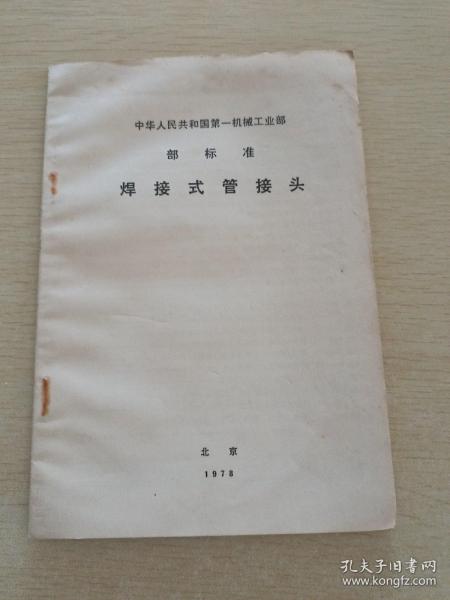 中华人民共和国第一机械工业部
部标准
焊接式管接头
北京
1978
孔夫子旧书网
www.kongfz.com